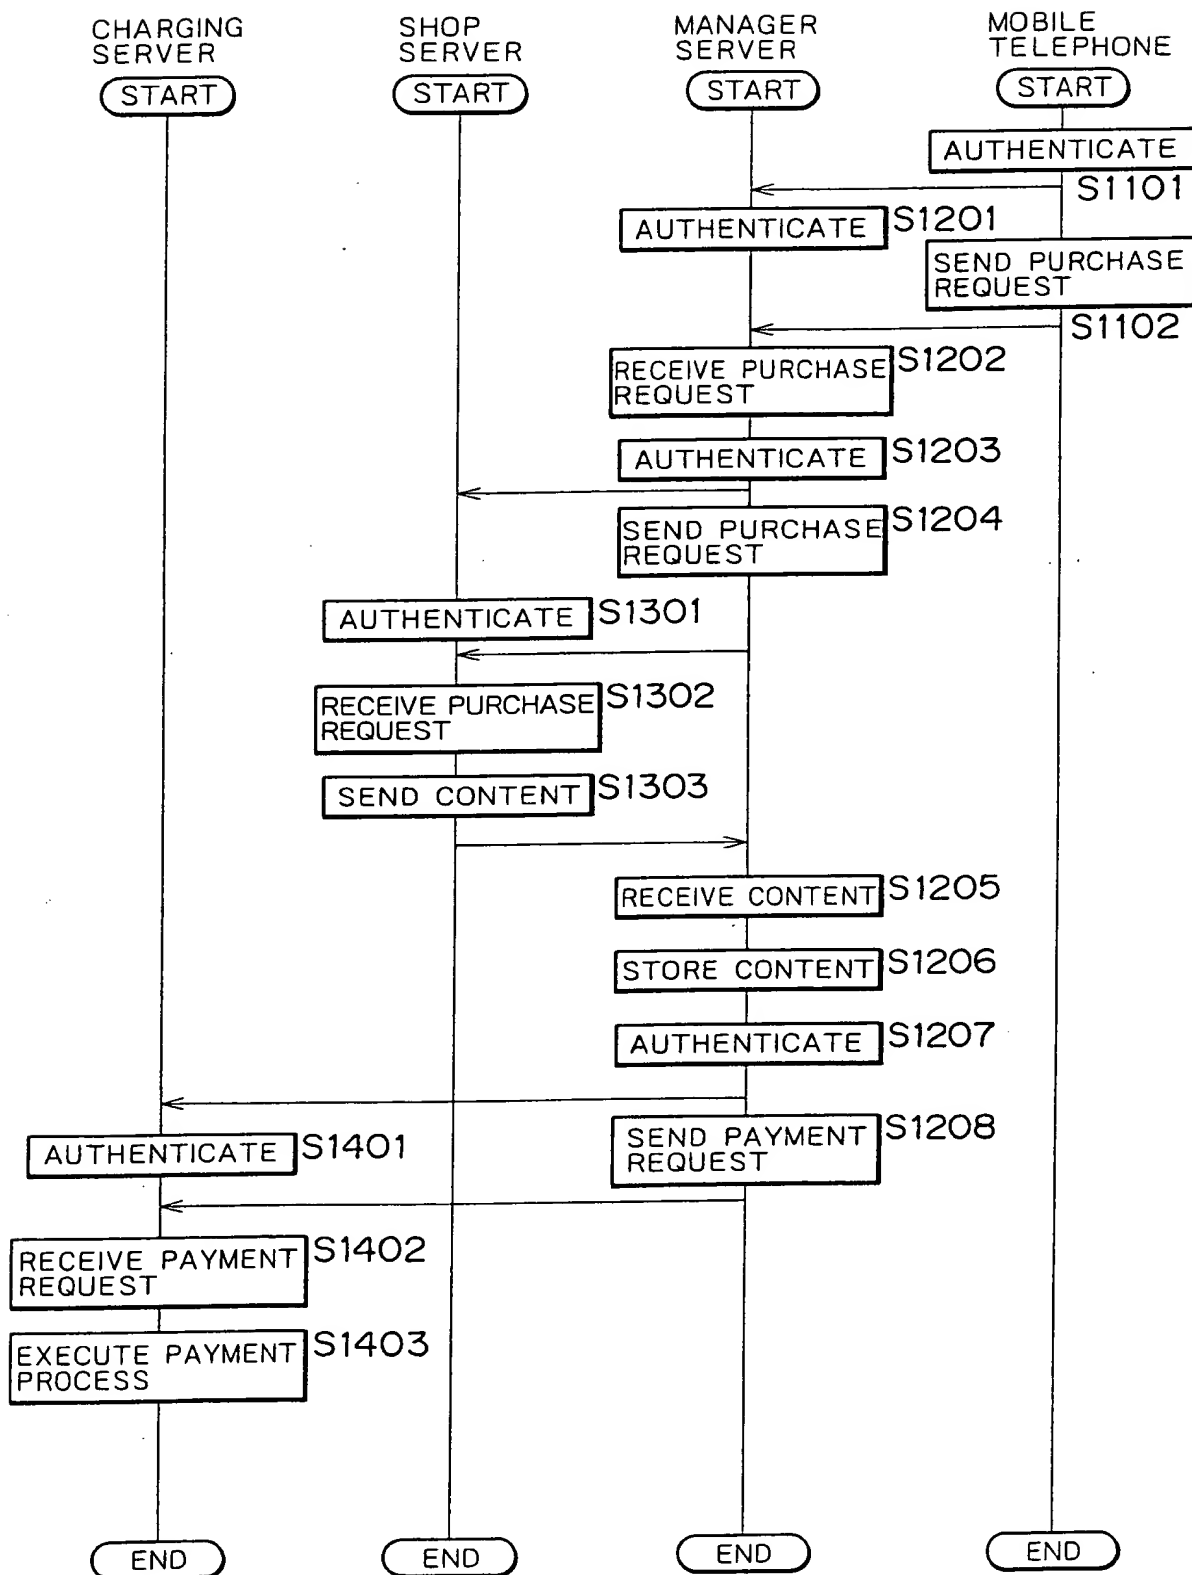 CHARGING
SERVER
SHOP
SERVER
MANAGER
SERVER
MOBILE
TELEPHONE
START
START
START
START
AUTHENTICATE
S1101
AUTHENTICATE
S1201
SEND PURCHASE
REQUEST
S1102
RECEIVE PURCHASE
REQUEST
S1202
AUTHENTICATE
S1203
SEND PURCHASE
REQUEST
S1204
AUTHENTICATE
S1301
RECEIVE PURCHASE
REQUEST
S1302
SEND CONTENT
S1303
RECEIVE CONTENT
S1205
STORE CONTENT
S1206
AUTHENTICATE
S1207
SEND PAYMENT
REQUEST
S1208
AUTHENTICATE
S1401
RECEIVE PAYMENT
REQUEST
S1402
EXECUTE PAYMENT
PROCESS
S1403
END
END
END
END